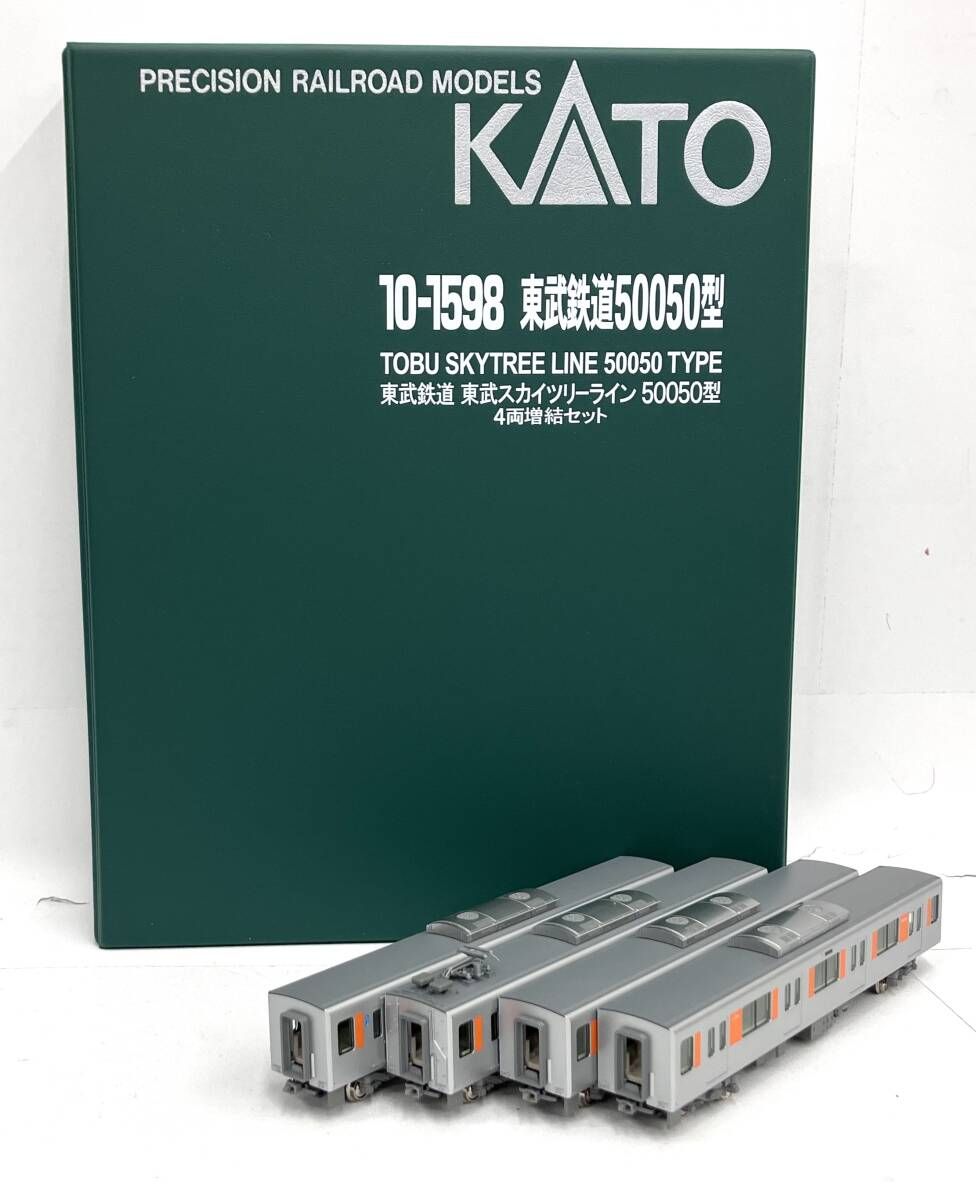 PRECISION RAILROAD MODELS
KATO
10-1598 東武鉄道50050型
TOBU SKYTREE LINE 50050 TYPE
東武鉄道 東武スカイツリーライン 50050型
4両増結セット